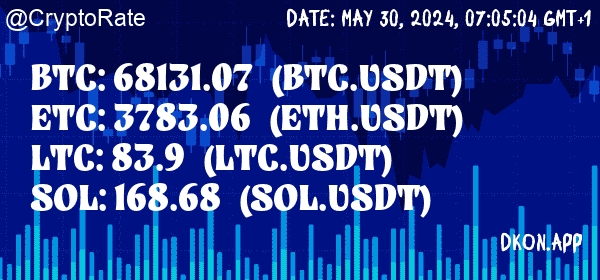 @CryptoRate
DATE: MAY 30, 2024, 07:05:04 GMT+1
BTC: 68131.07 (BTC.USDT)
ETC: 3783.06 (ETH.USDT)
LTC: 83.9 (LTC.USDT)
SOL: 168.68 (SOL.USDT)
DKON.APP